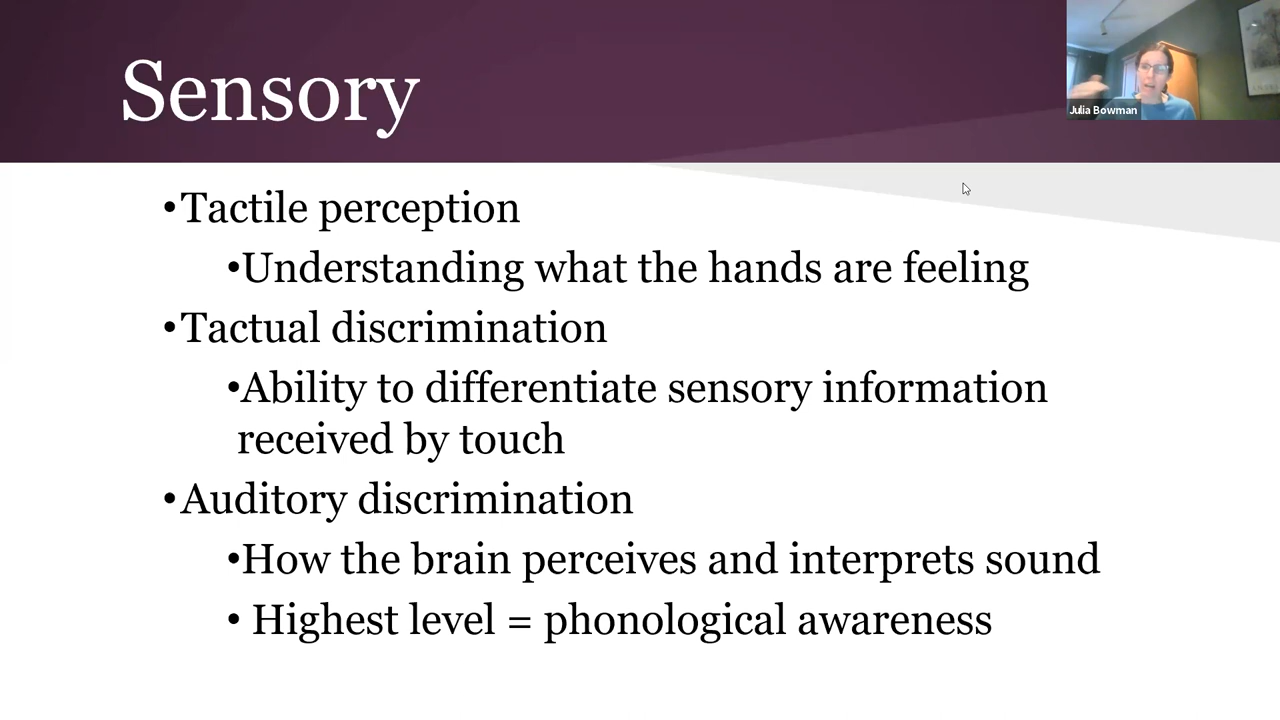 Sensory
Julia Bowman
•Tactile perception
•Understanding what the hands are feeling
•Tactual discrimination
•Ability to differentiate sensory information
received by touch
•Auditory discrimination
•How the brain perceives and interprets sound
• Highest level = phonological awareness